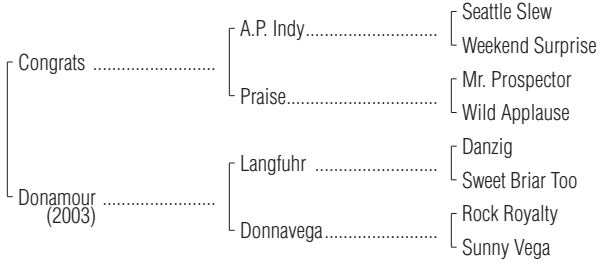 Seattle Slew
A.P. Indy..............................
Weekend Surprise
Congrats ...........................
Mr. Prospector
Praise..................................
Wild Applause
Danzig
Langfuhr ...........................
Sweet Briar Too
Donamour .........................
(2003)
Rock Royalty
Donnavega.........................
Sunny Vega